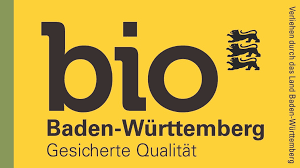 bio
Baden-Württemberg
Gesicherte Qualität
Verliehen durch das Land Baden-Württemberg